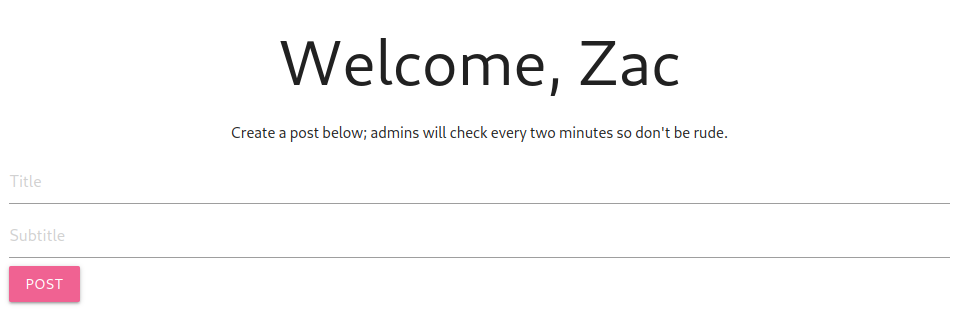 Welcome, Zac
Create a post below; admins will check every two minutes so don't be rude.
Title
Subtitle
POST